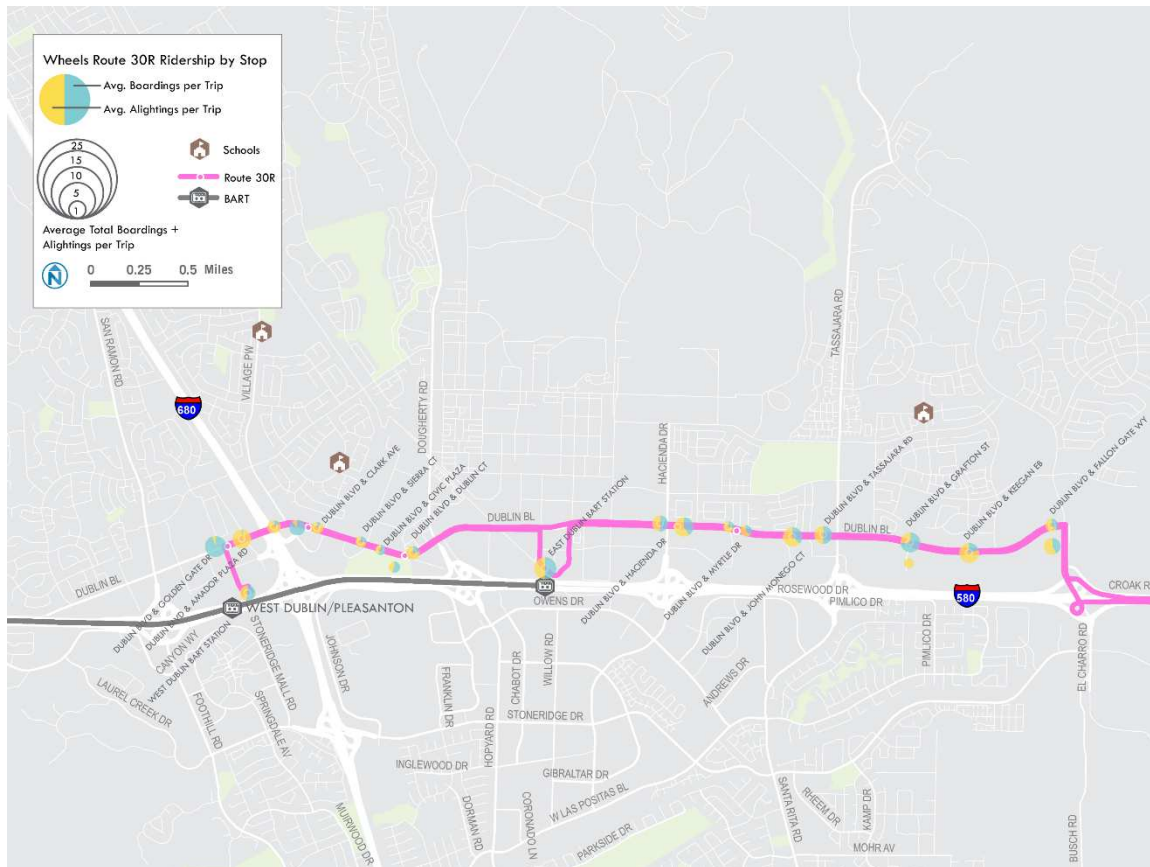 Wheels Route 30R Ridership by Stop
Avg. Boardings per Trip
Avg. Alightings per Trip
25
15
10
5
1
Schools
Route 30R
BART
Average Total Boardings +
Alightings per Trip
N
0 0.25 0.5 Miles
SAN RAMON RD
VILLAGE PW
680
DOUGHERTY RD
TASSAJARA RD
HACIENDA DR
DUBLIN BLVD & CLARK AVE
DUBLIN BLVD & SIERRA CT
DUBLIN BLVD & CIVIC PLAZA
DUBLIN BLVD & DUBLIN CT
DUBLIN BL
EAST DUBLIN BART STATION
DUBLIN BLVD & HACIENDA DR
DUBLIN BLVD & MYRTLE DR
DUBLIN BLVD & JOHN MONEGO CT
DUBLIN BLVD & TASSAJARA RD
DUBLIN BL
DUBLIN BLVD & GRAFTON ST
DUBLIN BLVD & KEEGAN EB
DUBLIN BLVD & FALLON GATE WY
DUBLIN BL
DUBLIN BLVD & GOLDEN GATE DR
DUBLIN BLVD & AMADOR PLAZA RD
WEST DUBLIN BART STATION
WEST DUBLIN/PLEASANTON
OWENS DR
ROSEWOOD DR
PIMLICO DR
580
CROAK R
CANYON WY
LAUREL CREEK DR
FOOTHILL RD
SPRINGDALE AV
STONERIDGE MALL RD
JOHNSON DR
FRANKLIN DR
HOPYARD RD
CHABOT DR
WILLOW RD
STONERIDGE DR
ANDREWS DR
PIMLICO DR
EL CHARRO RD
INGLEWOOD DR
GIBRALTAR DR
DORMAN RD
CORONADO LN
W LAS POSITAS BL
PARKSIDE DR
MUIRWOOD DR
SANTA RITA RD
RHEEM DR
KAMP DR
MOHR AV
BUSCH RD